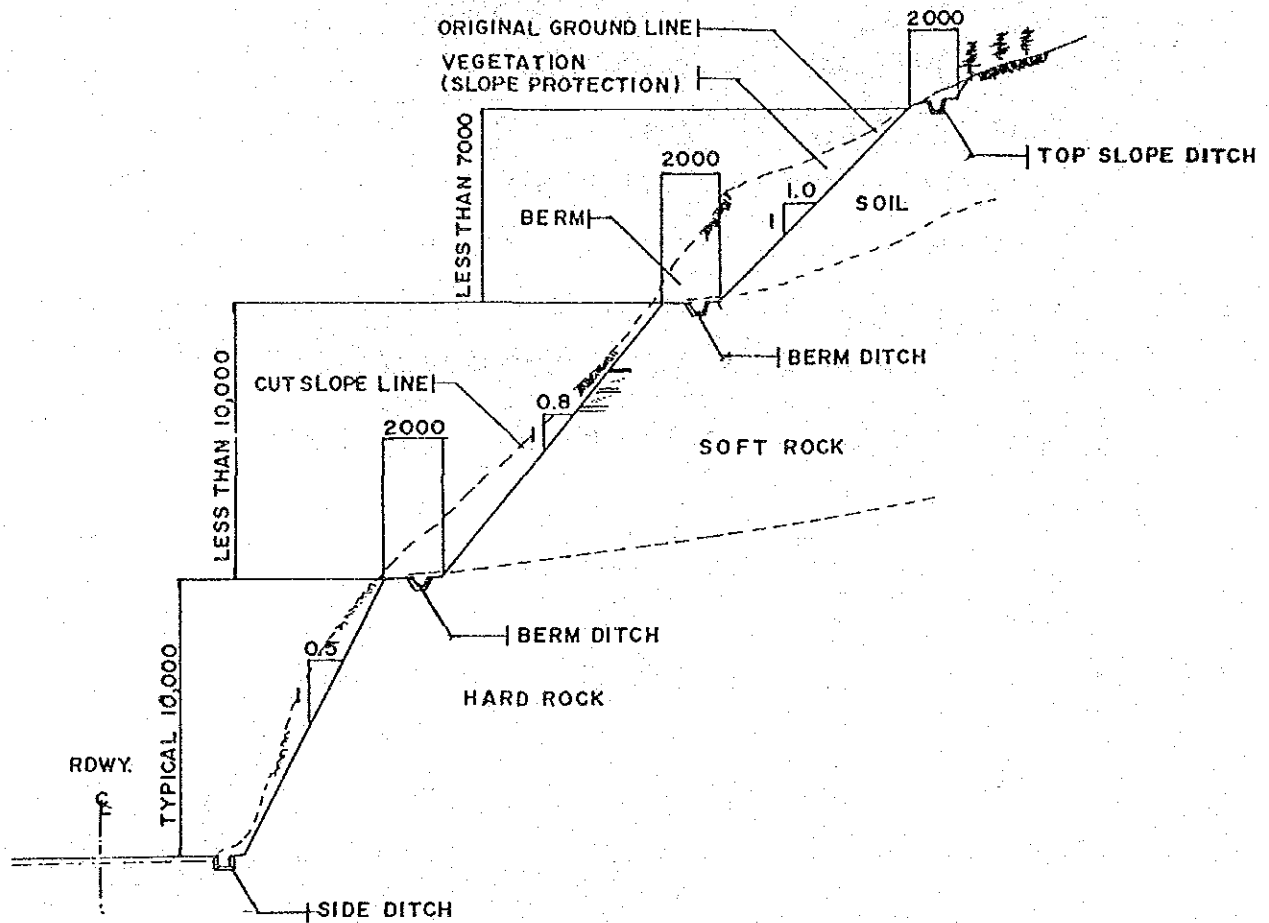 2000
ORIGINAL GROUND LINE
VEGETATION
(SLOPE PROTECTION)
TOP SLOPE DITCH
LESS THAN 7000
2000
1.0
1
SOIL
BERM
BERM DITCH
CUT SLOPE LINE
0.8
1
2000
SOFT ROCK
LESS THAN 10,000
BERM DITCH
0.5
1
HARD ROCK
TYPICAL 10,000
RDWY.
CL
SIDE DITCH